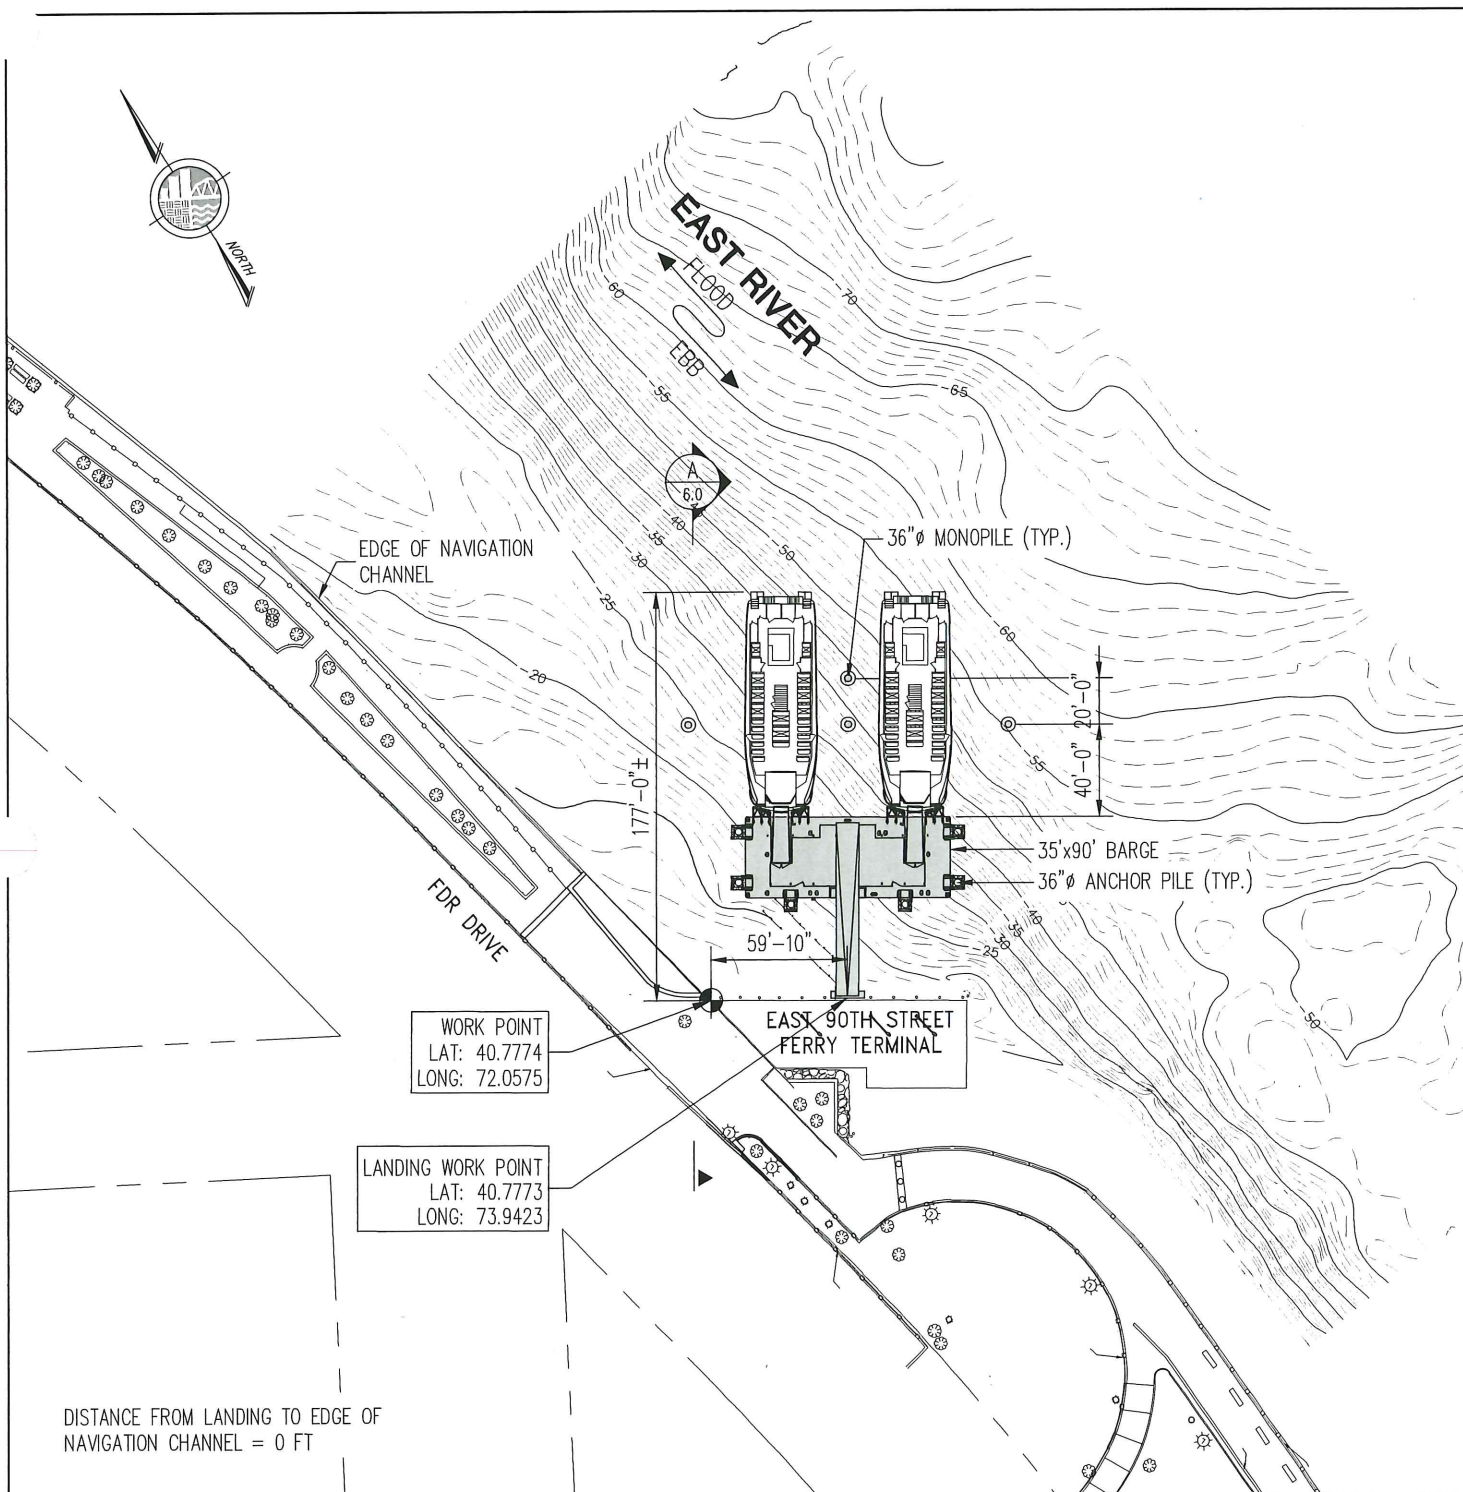 NORTH
EAST RIVER
FLOOD
EBB
60
70
65
55
A
6.0
40
50
35
30
25
20
36"ø MONOPILE (TYP.)
EDGE OF NAVIGATION
CHANNEL
60
177'-0"±
20'-0"
40'-0"
55
35'x90' BARGE
36"ø ANCHOR PILE (TYP.)
FDR DRIVE
59'-10"
40
35
30
25
50
WORK POINT
LAT: 40.7774
LONG: 72.0575
EAST 90TH STREET
FERRY TERMINAL
LANDING WORK POINT
LAT: 40.7773
LONG: 73.9423
DISTANCE FROM LANDING TO EDGE OF
NAVIGATION CHANNEL = 0 FT